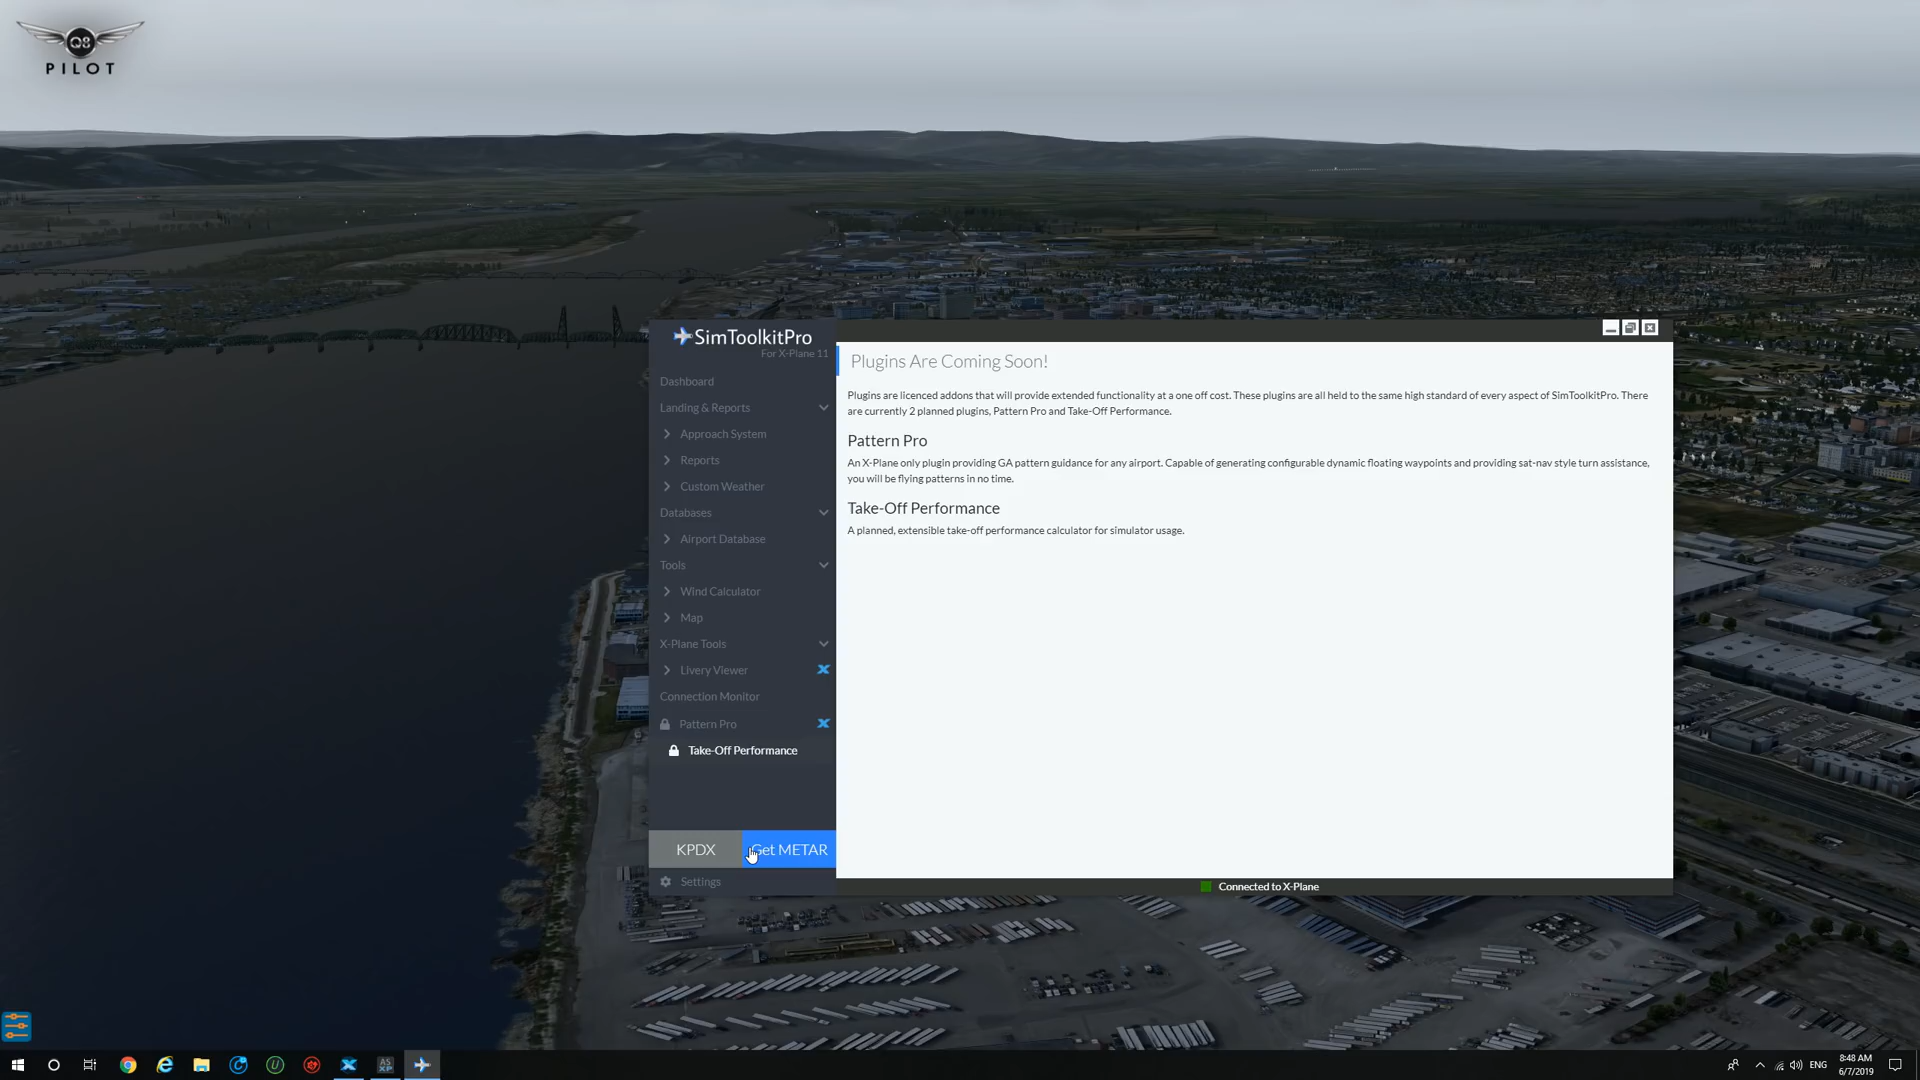 Q8
PILOT
SimToolkitPro
For X-Plane 11
Dashboard
Landing & Reports
Approach System
Reports
Custom Weather
Databases
Airport Database
Tools
Wind Calculator
Map
X-Plane Tools
Livery Viewer
Connection Monitor
Pattern Pro
Take-Off Performance
KPDX
Get METAR
Settings
Plugins Are Coming Soon!
Plugins are licenced addons that will provide extended functionality at a one off cost. These plugins are all held to the same high standard of every aspect of SimToolkitPro. There
are currently 2 planned plugins, Pattern Pro and Take-Off Performance.
Pattern Pro
An X-Plane only plugin providing GA pattern guidance for any airport. Capable of generating configurable dynamic floating waypoints and providing sat-nav style turn assistance,
you will be flying patterns in no time.
Take-Off Performance
A planned, extensible take-off performance calculator for simulator usage.
Connected to X-Plane
AS
XP
ENG
8:48 AM
6/7/2019